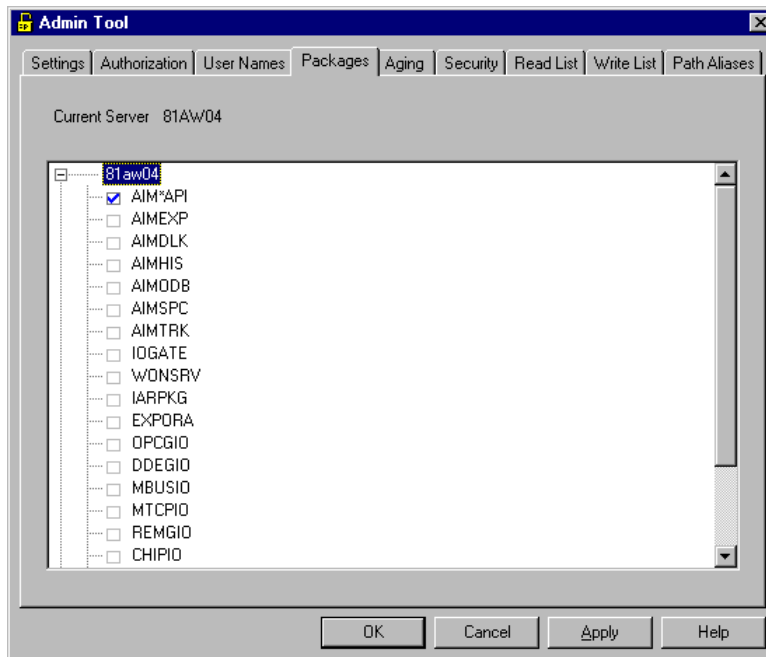 Admin Tool
Settings Authorization User Names Packages Aging Security Read List Write List Path Aliases
Current Server 81AW04
81aw04
AIM*API
AIMEXP
AIMDLK
AIMHIS
AIMODB
AIMSPC
AIMTRK
IOGATE
WONSRV
IARPKG
EXPORA
OPCGIO
DDEGIO
MBUSIO
MTCPIO
REMGIO
CHIPIO
OK Cancel Apply Help